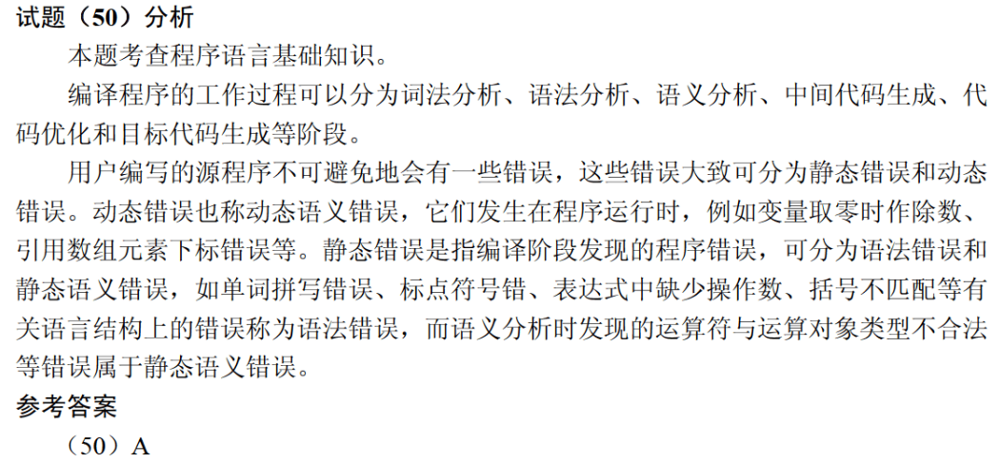 试题（50）分析
本题考查程序语言基础知识。
编译程序的工作过程可以分为词法分析、语法分析、语义分析、中间代码生成、代
码优化和目标代码生成等阶段。
用户编写的源程序不可避免地会有一些错误，这些错误大致可分为静态错误和动态
错误。动态错误也称动态语义错误，它们发生在程序运行时，例如变量取零时作除数、
引用数组元素下标错误等。静态错误是指编译阶段发现的程序错误，可分为语法错误和
静态语义错误，如单词拼写错误、标点符号错、表达式中缺少操作数、括号不匹配等有
关语言结构上的错误称为语法错误，而语义分析时发现的运算符与运算对象类型不合法
等错误属于静态语义错误。
参考答案
（50）A